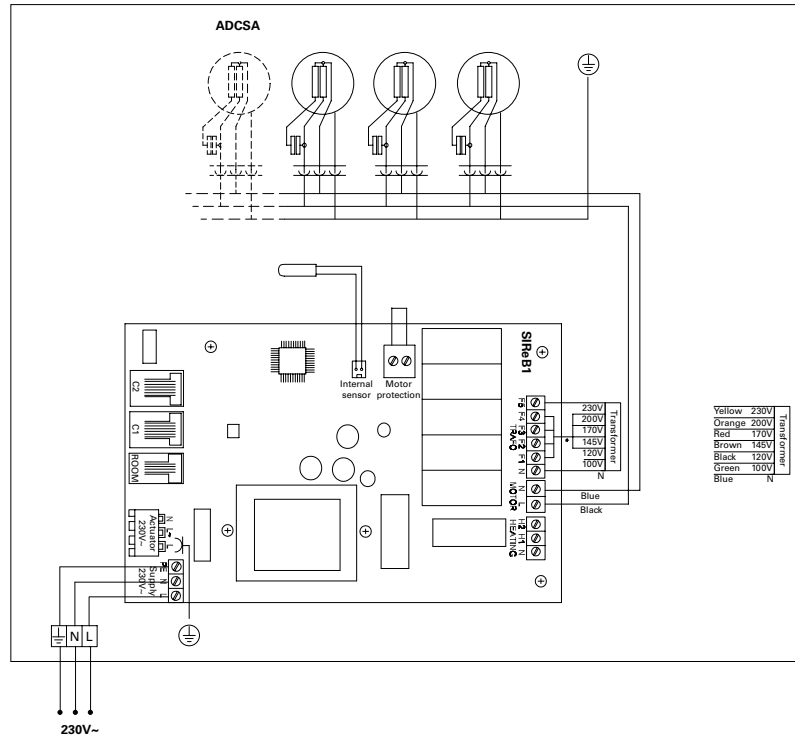 ADCSA
SIReB1
Internal
sensor
Motor
protection
C2
C1
ROOM
Actuator
230V~
N
L~
L
Supply
230V~
PE
N
L
F5
F4
F3
F2
F1
N
TRAFO
230V
200V
170V
145V
120V
100V
N
Transformer
N
L
MOTOR
Blue
Black
H2
H1
N
HEATING
Yellow 230V
Orange 200V
Red 170V
Brown 145V
Black 120V
Green 100V
Blue N
Transformer
N L
230V~